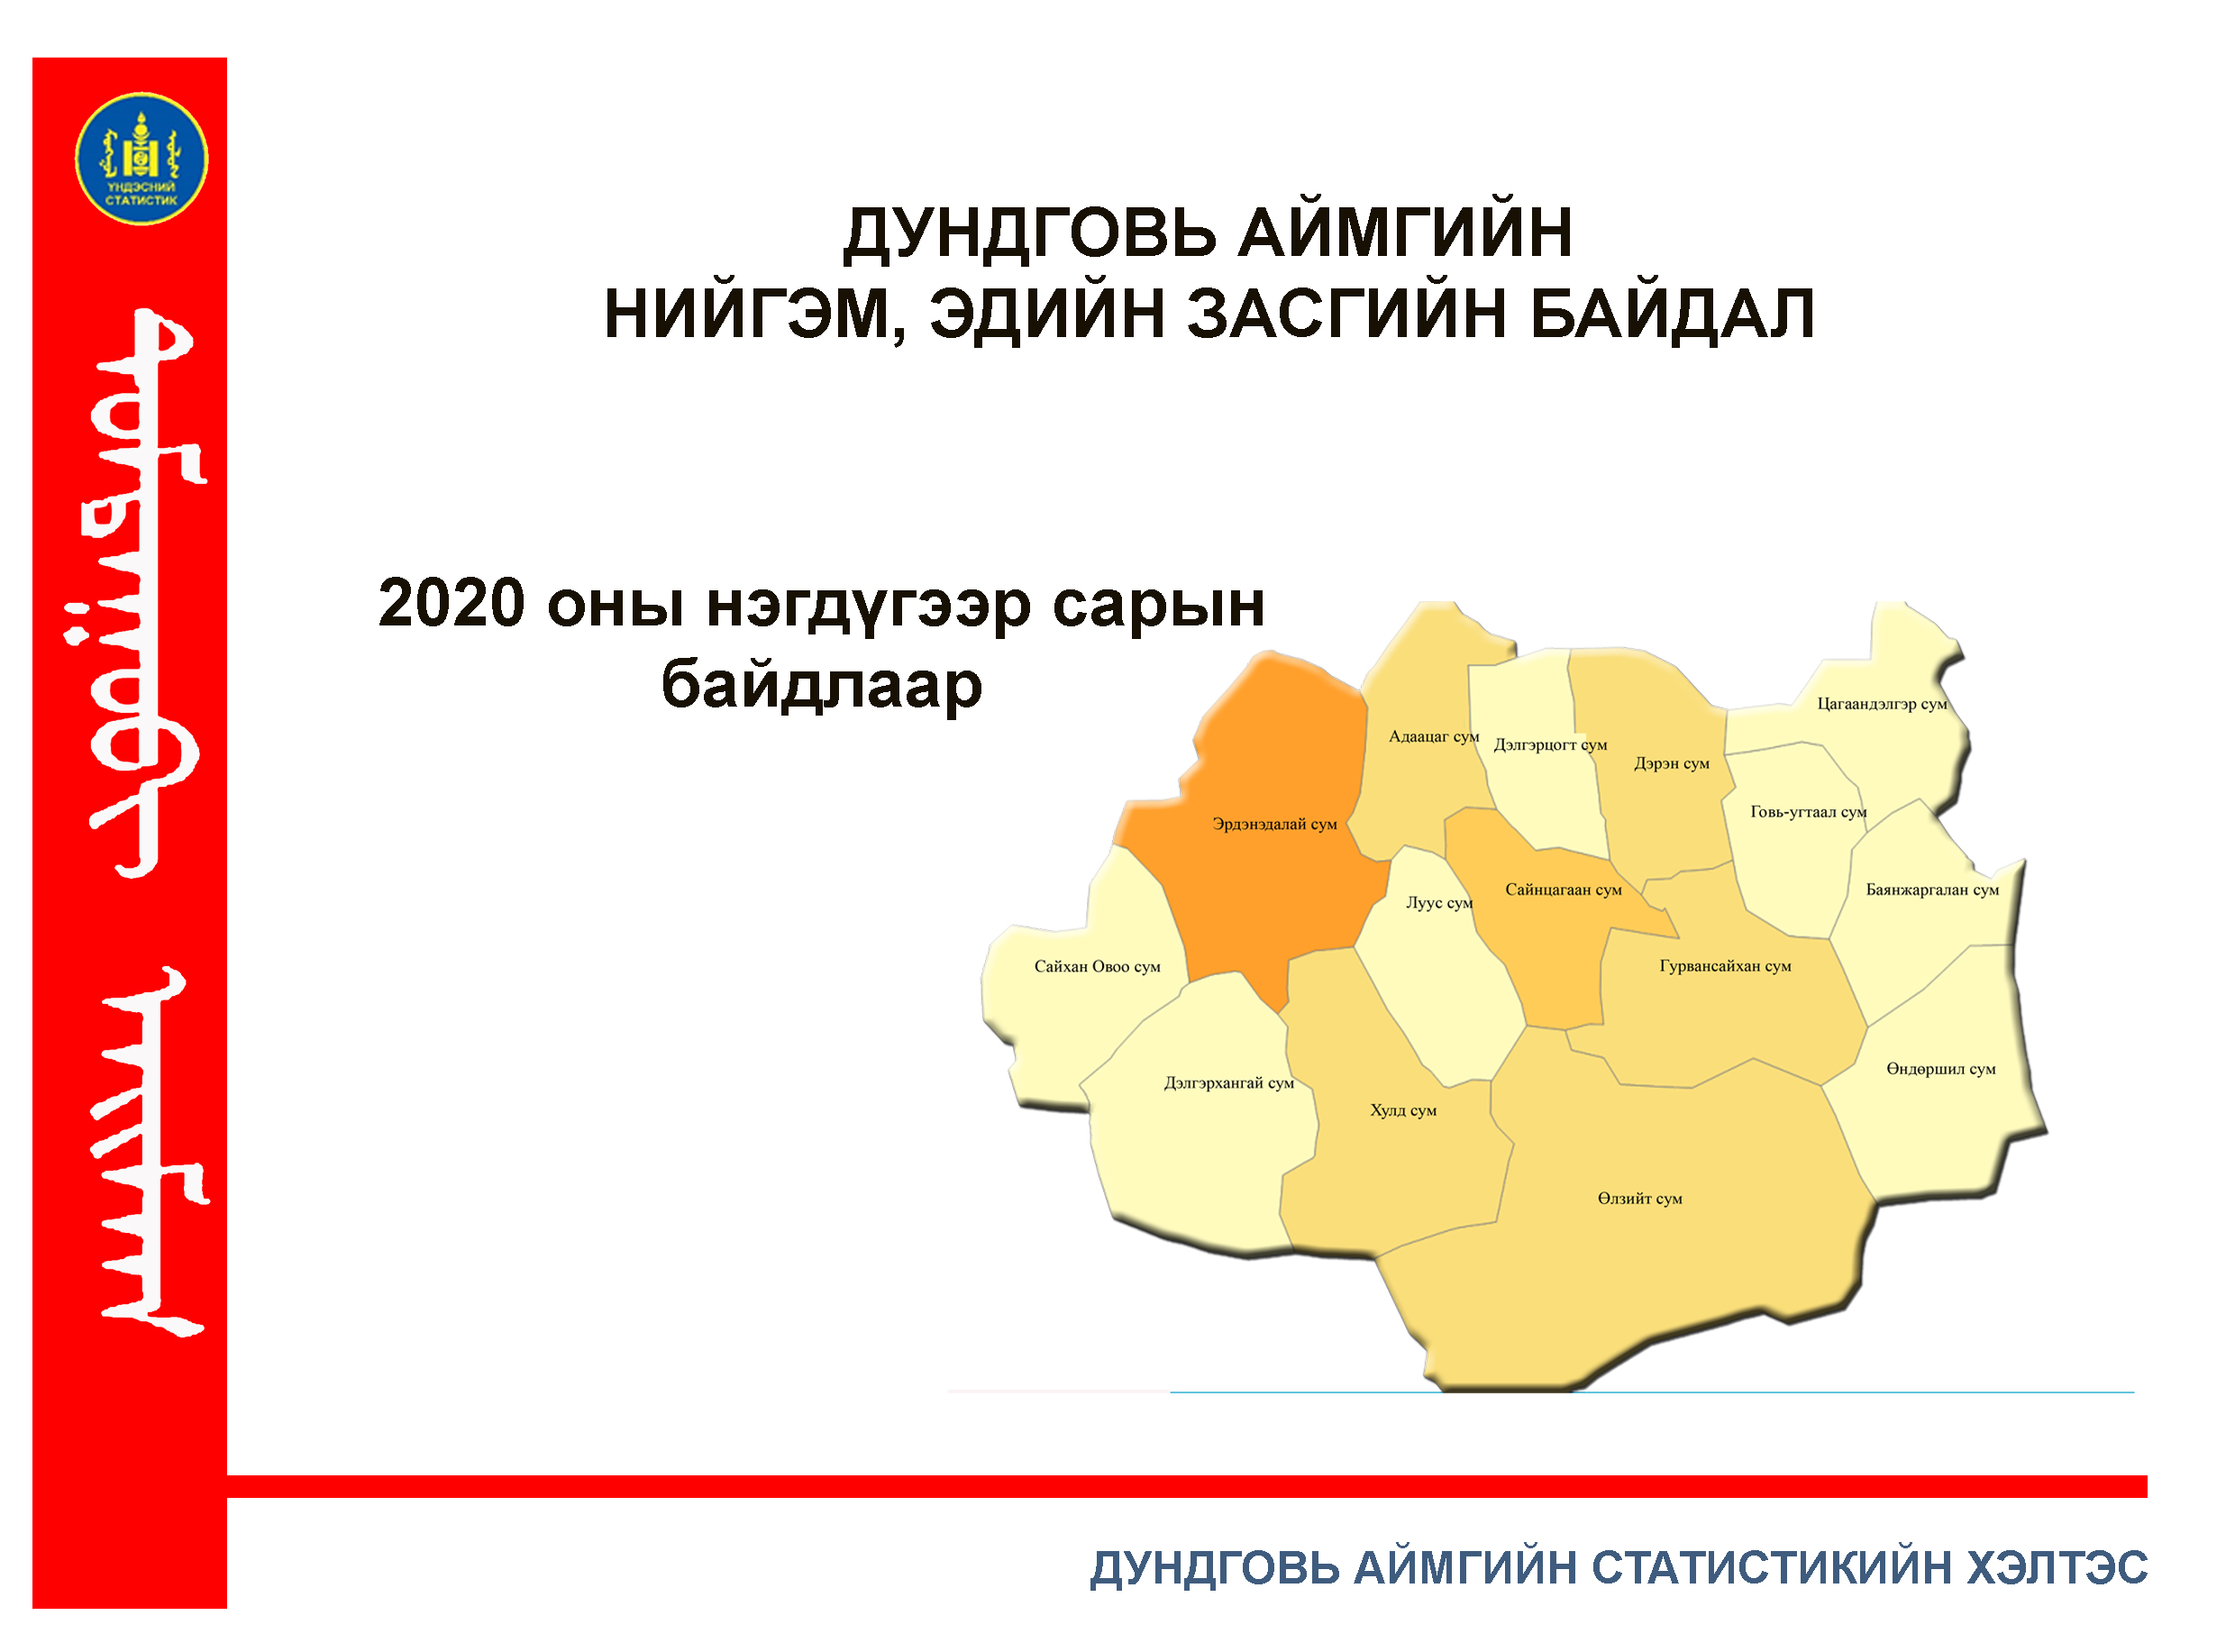 ҮНДЭСНИЙ
СТАТИСТИК
ДУНДГОВЬ АЙМГИЙН
НИЙГЭМ, ЭДИЙН ЗАСГИЙН БАЙДАЛ
2020 оны нэгдүгээр сарын
байдлаар
Цагаандэлгэр сум
Адаацаг сум
Дэлгэрцогт сум
Дэрэн сум
Говь-угтаал сум
Эрдэнэдалай сум
Сайнцагаан сум
Баянжаргалан сум
Луус сум
Сайхан Овоо сум
Гурвансайхан сум
Өндөршил сум
Дэлгэрхангай сум
Хулд сум
Өлзийт сум
ДУНДГОВЬ АЙМГИЙН СТАТИСТИКИЙН ХЭЛТЭС